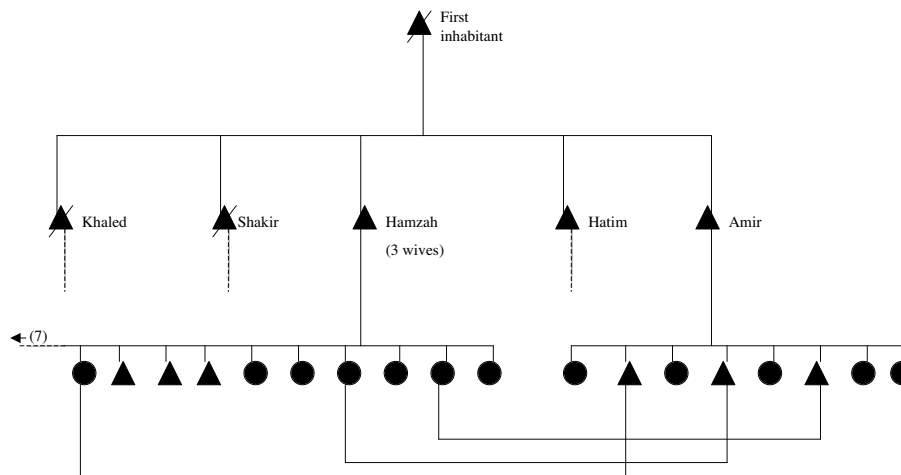 First
inhabitant
Khaled
Shakir
Hamzah
(3 wives)
Hatim
Amir
(7)